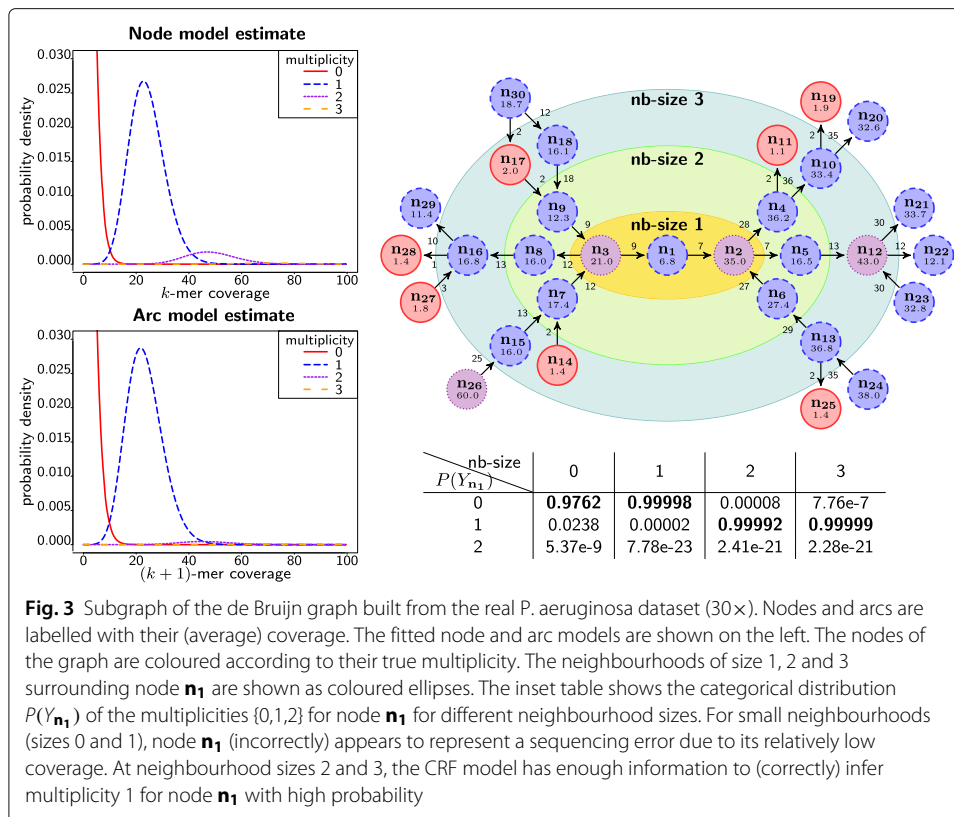 Node model estimate
probability density
0.030
0.025
0.020
0.015
0.010
0.005
0.000
0 20 40 60 80 100
k-mer coverage
multiplicity
0
1
2
3
Arc model estimate
probability density
0.030
0.025
0.020
0.015
0.010
0.005
0.000
0 20 40 60 80 100
(k + 1)-mer coverage
multiplicity
0
1
2
3
nb-size 3
nb-size 2
nb-size 1
n30
18.7
12
2
n17
2.0
n18
16.1
2
18
n9
12.3
9
n29
11.4
n28
1.4
n27
1.8
10
1
3
n16
16.1
13
n8
16.0
12
n3
21.0
9
n1
6.8
7
n2
35.0
7
n5
16.5
13
n12
43.0
30
12
30
n21
33.7
n22
12.1
n23
32.8
n19
1.9
n20
32.6
2
35
n11
1.1
n10
33.4
2
36
n4
36.2
28
n7
17.4
12
13
2
n15
16.0
n14
1.4
25
n26
60.0
n6
27.4
27
29
n13
36.8
2
35
n25
1.4
n24
38.0
nb-size 0 1 2 3
P(Yn1)
0 0.9762 0.99998 0.00008 7.76e-7
1 0.0238 0.00002 0.99992 0.99999
2 5.37e-9 7.78e-23 2.41e-21 2.28e-21
Fig. 3 Subgraph of the de Bruijn graph built from the real P. aeruginosa dataset (30×). Nodes and arcs are
labelled with their (average) coverage. The fitted node and arc models are shown on the left. The nodes of
the graph are coloured according to their true multiplicity. The neighbourhoods of size 1, 2 and 3
surrounding node n1 are shown as coloured ellipses. The inset table shows the categorical distribution
P(Yn1) of the multiplicities {0,1,2} for node n1 for different neighbourhood sizes. For small neighbourhoods
(sizes 0 and 1), node n1 (incorrectly) appears to represent a sequencing error due to its relatively low
coverage. At neighbourhood sizes 2 and 3, the CRF model has enough information to (correctly) infer
multiplicity 1 for node n1 with high probability